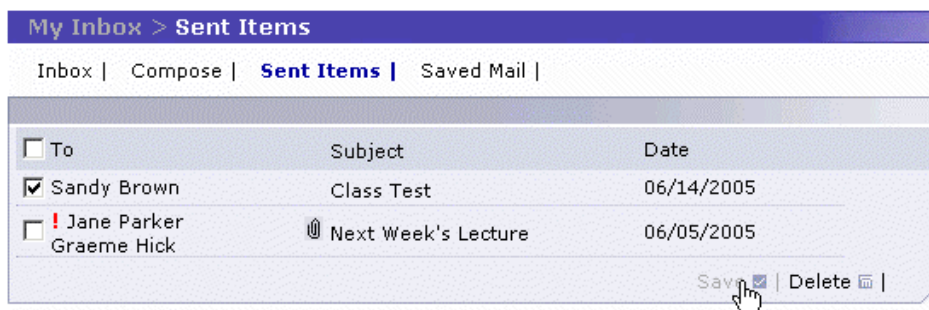 My Inbox > Sent Items
Inbox | Compose | Sent Items | Saved Mail |
To Subject Date
Sandy Brown Class Test 06/14/2005
! Jane Parker
Graeme Hick Next Week's Lecture 06/05/2005
Save | Delete |